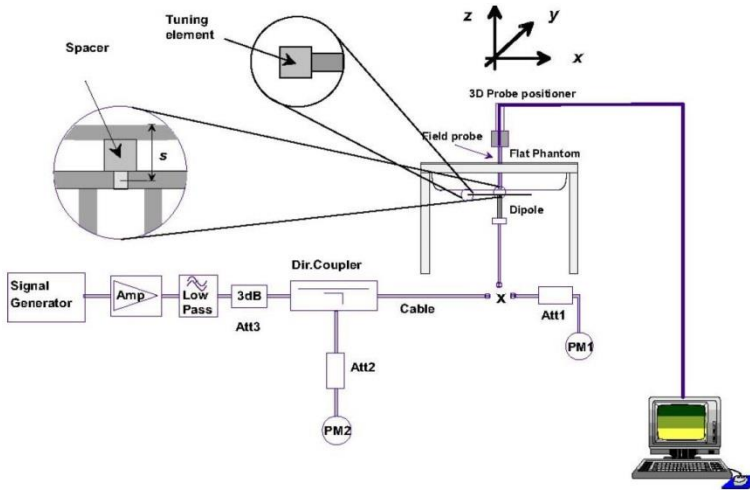 Tuning
element
Spacer
s
z
y
x
3D Probe positioner
Field probe
Flat Phantom
Dipole
Signal
Generator
Amp
Low
Pass
3dB
Att3
Dir.Coupler
Cable
x
Att1
PM1
Att2
PM2